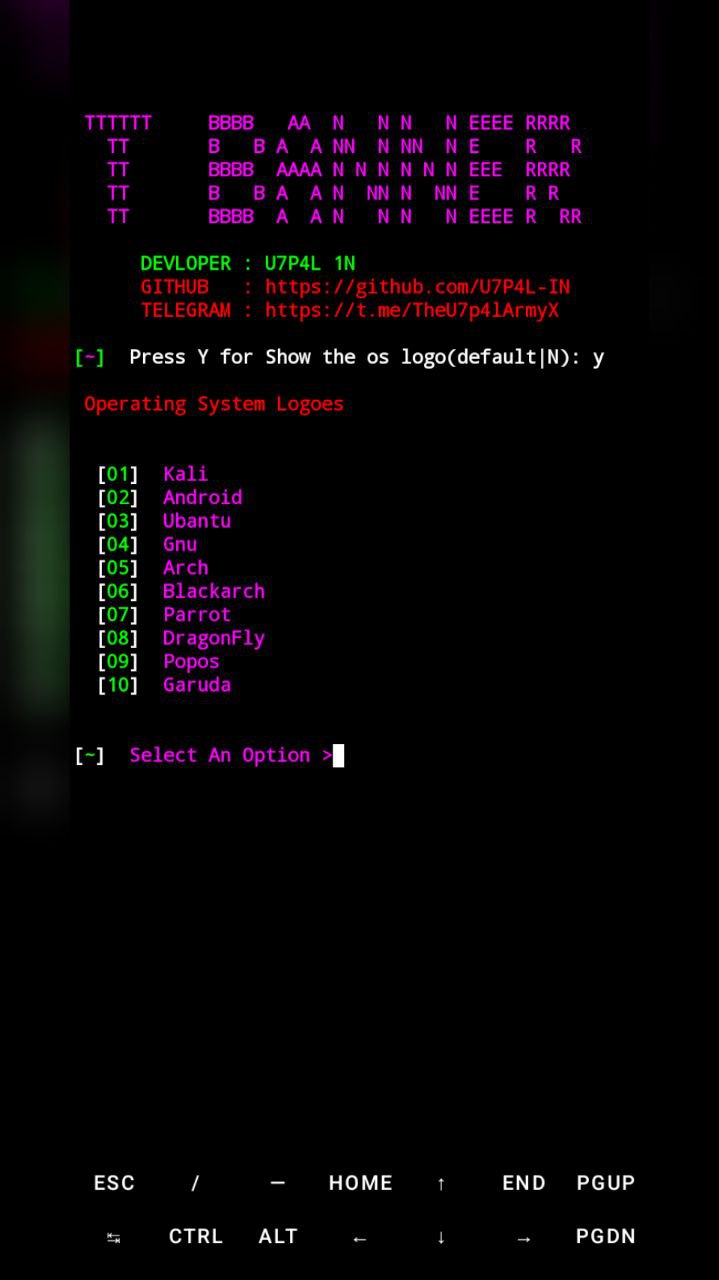 TTTTTT     BBBB   AA  N   N N   N EEEE RRRR
  TT       B   B A  A NN  N NN  N E    R   R
  TT       BBBB  AAAA N N N N N N EEE  RRRR
  TT       B   B A  A N  NN N  NN E    R R
  TT       BBBB  A  A N   N N   N EEEE R  RR
DEVLOPER : U7P4L 1N
GITHUB   : https://github.com/U7P4L-IN
TELEGRAM : https://t.me/TheU7p4lArmyX
[~]  Press Y for Show the os logo(default|N): y
Operating System Logoes
[01]  Kali
[02]  Android
[03]  Ubantu
[04]  Gnu
[05]  Arch
[06]  Blackarch
[07]  Parrot
[08]  DragonFly
[09]  Popos
[10]  Garuda
[~]  Select An Option >
ESC / — HOME ↑ END PGUP
↹ CTRL ALT ← ↓ → PGDN